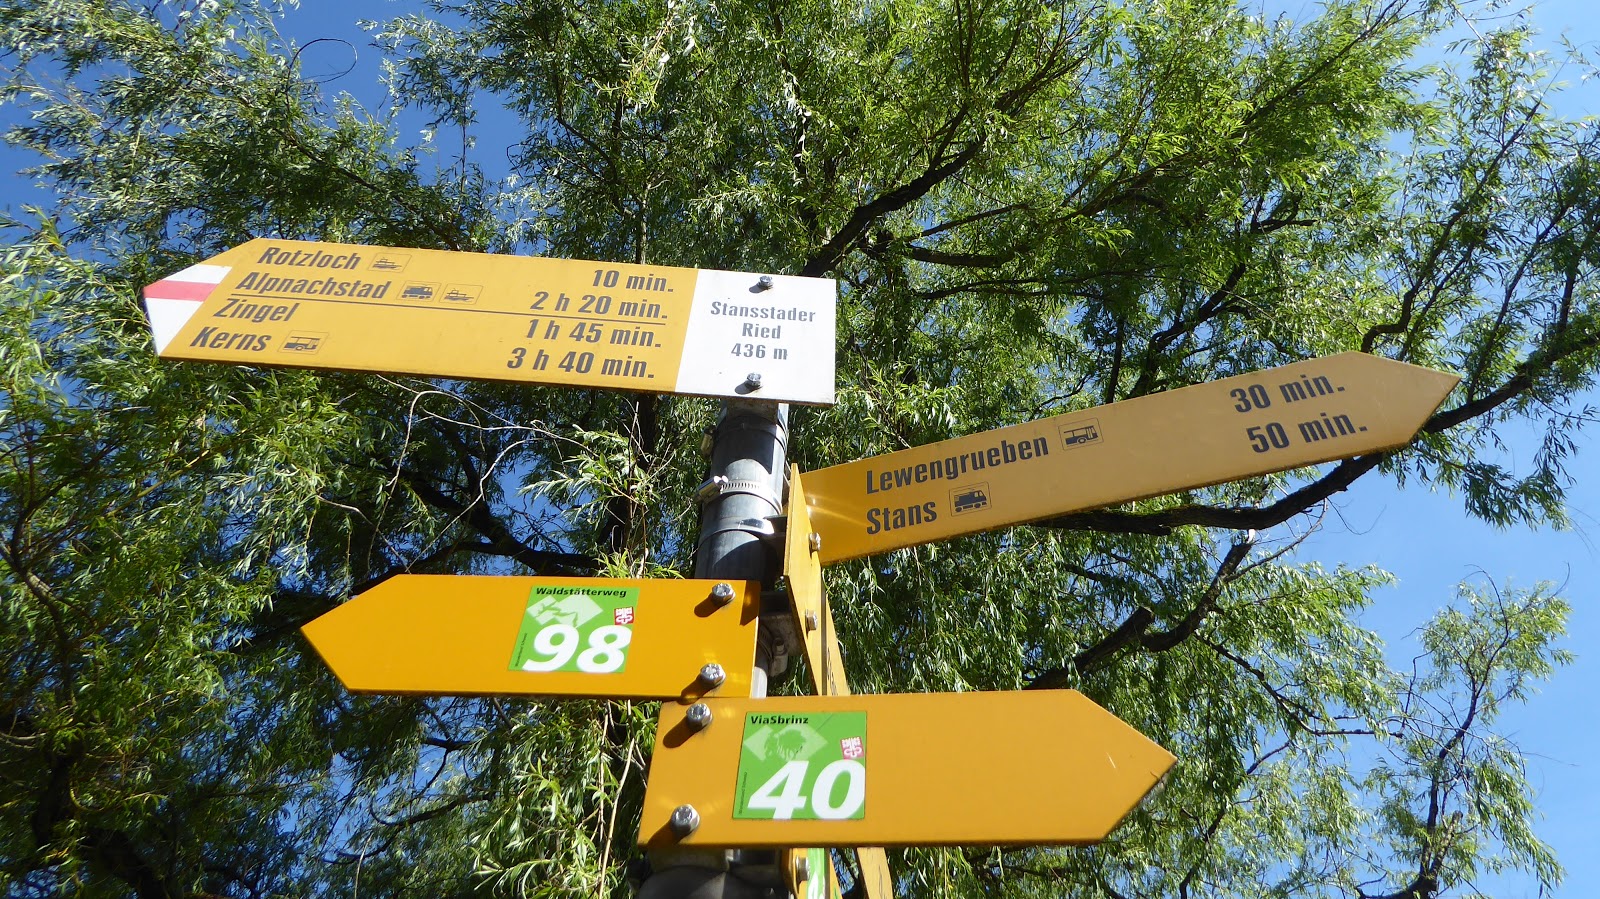 Rotzloch 10 min.
Alpnachstad 2 h 20 min.
Zingel 1 h 45 min.
Kerns 3 h 40 min.
Stansstader
Ried
436 m
Lewengrueben 30 min.
Stans 50 min.
Waldstätterweg
98
ViaSbrinz
40